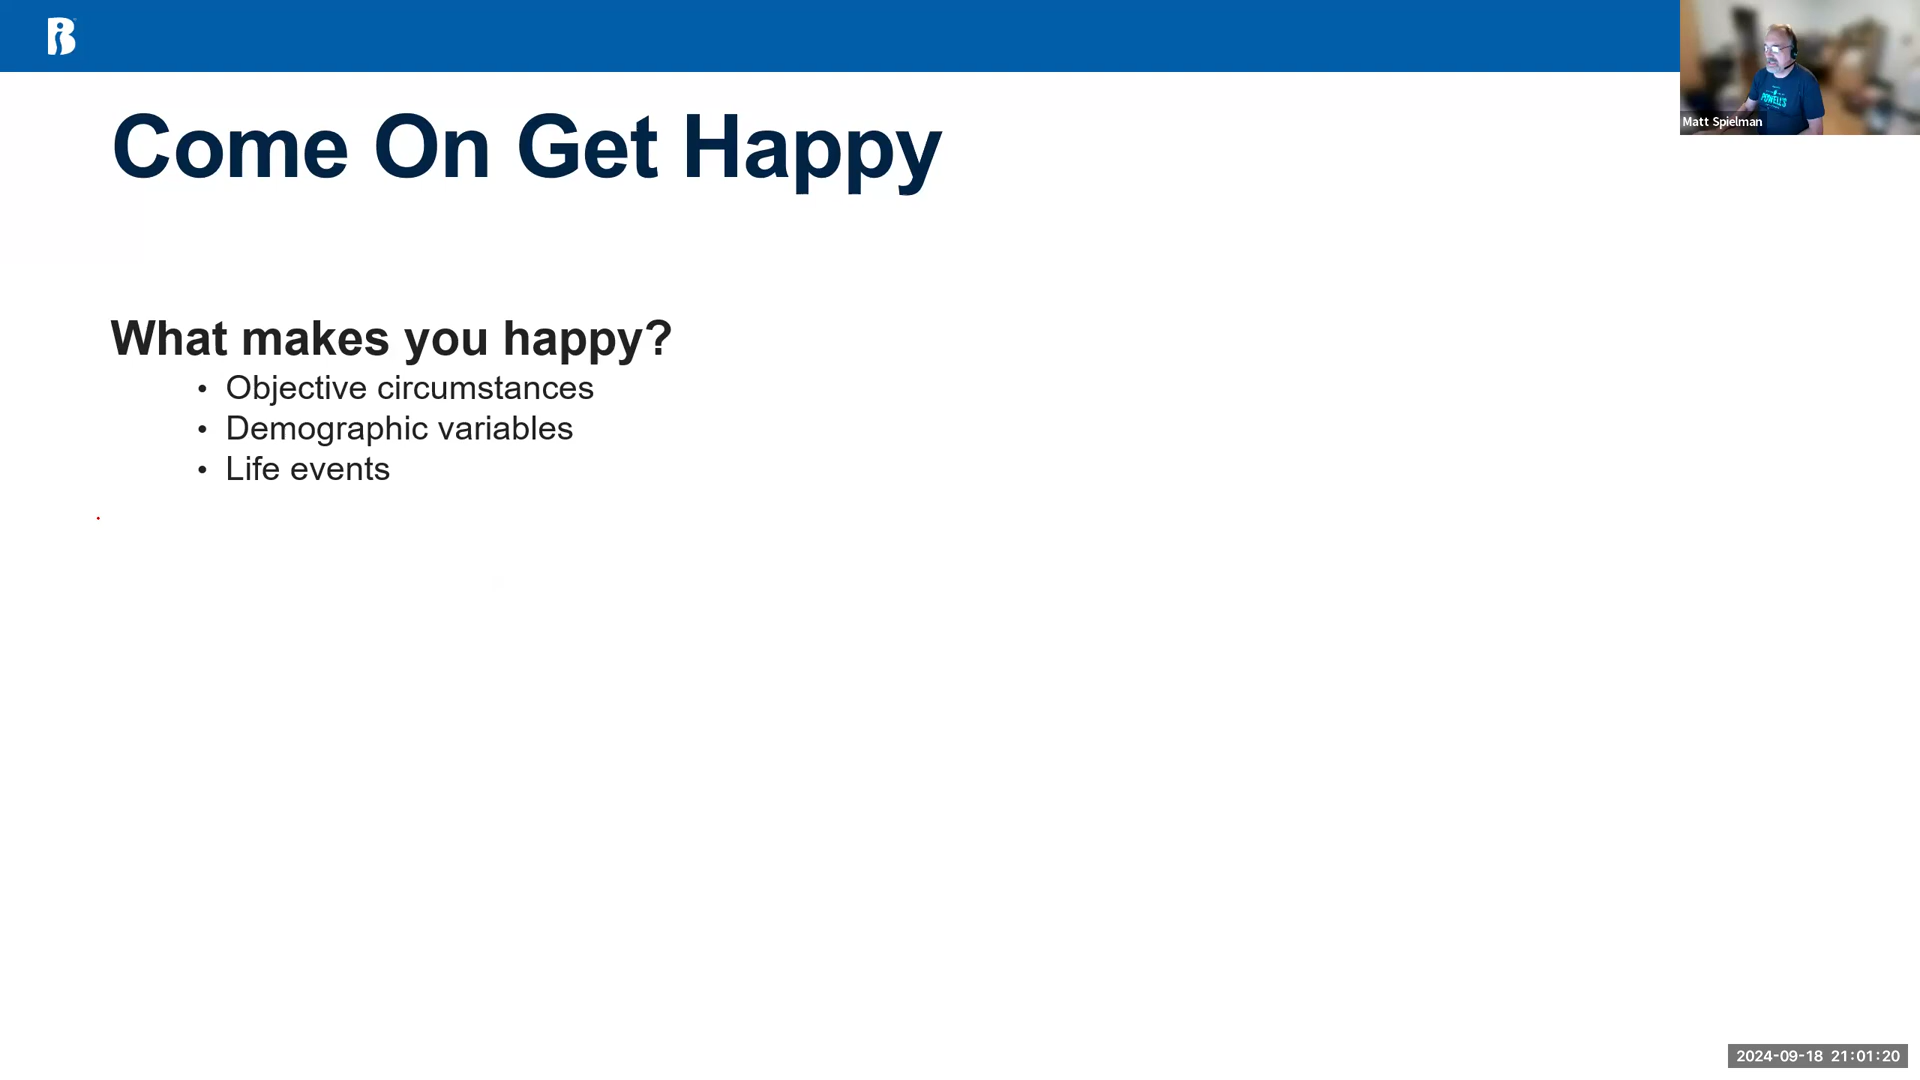 Come On Get Happy
POWELL'S
Matt Spielman
What makes you happy?
• Objective circumstances
• Demographic variables
• Life events
2024-09-18 21:01:20